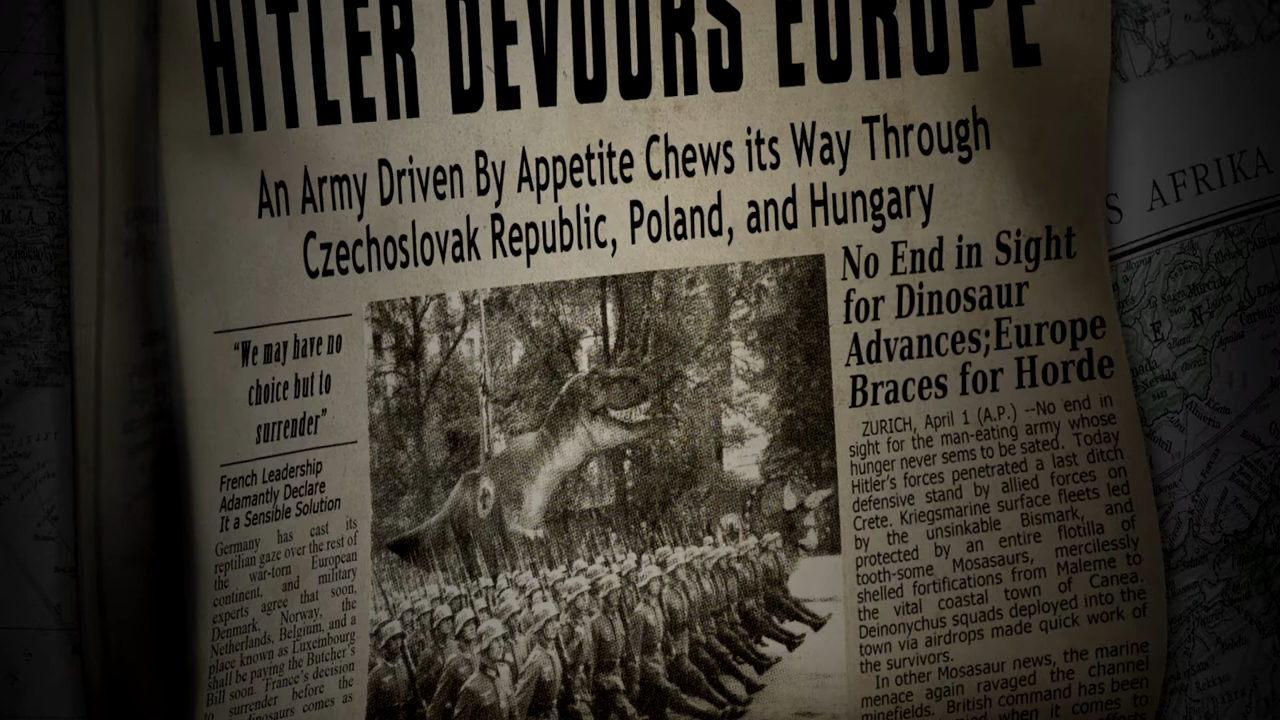 HITLER DEVOURS EUROPE
An Army Driven By Appetite Chews its Way Through
Czechoslovak Republic, Poland, and Hungary
"We may have no
choice but to
surrender"
French Leadership
Adamantly Declare
It a Sensible Solution
Germany has cast its
reptilian gaze over the rest of
the war-torn European
continent, and military
experts agree that soon,
Denmark, Norway, the
Netherlands, Belgium, and a
place known as Luxembourg
shall be paying the Butcher's
Bill soon. France's decision
to surrender before the
dinosaurs comes as
No End in Sight
for Dinosaur
Advances;Europe
Braces for Horde
ZURICH, April 1 (A.P.) --No end in
sight for the man-eating army whose
hunger never seems to be sated. Today
Hitler's forces penetrated a last ditch
defensive stand by allied forces on
Crete. Kriegsmarine surface fleets led
by the unsinkable Bismark, and
protected by an entire flotilla of
tooth-some Mosasaurs, mercilessly
shelled fortifications from Maleme to
the vital coastal town of Canea.
Deinonychus squads deployed into the
town via airdrops made quick work of
the survivors.
In other Mosasaur news, the marine
menace again ravaged the channel
minefields. British command has been
when it comes to
S AFRIKA